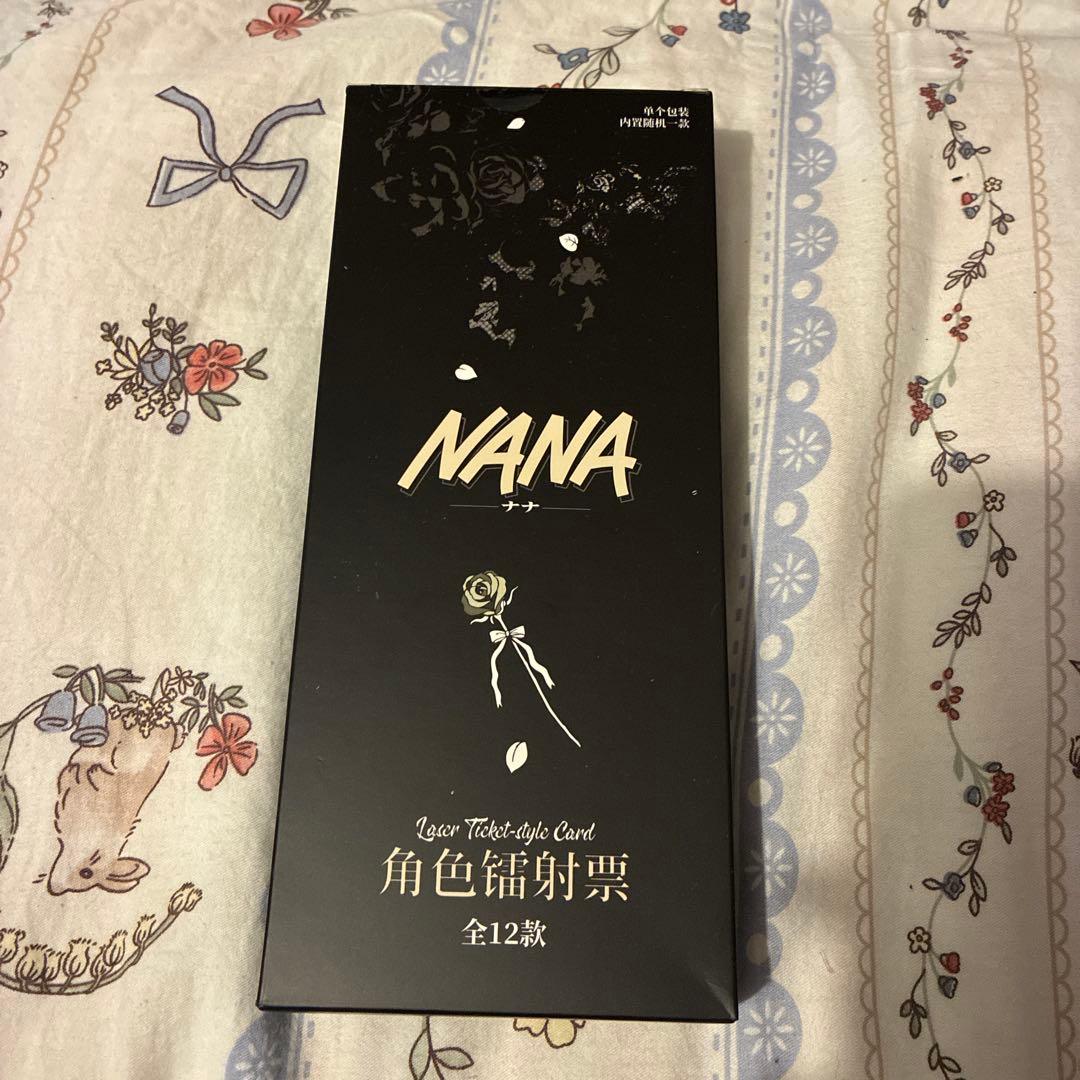 单个包装
内置随机一款
NANA
ナナ
Laser Ticket-style Card
角色镭射票
全12款